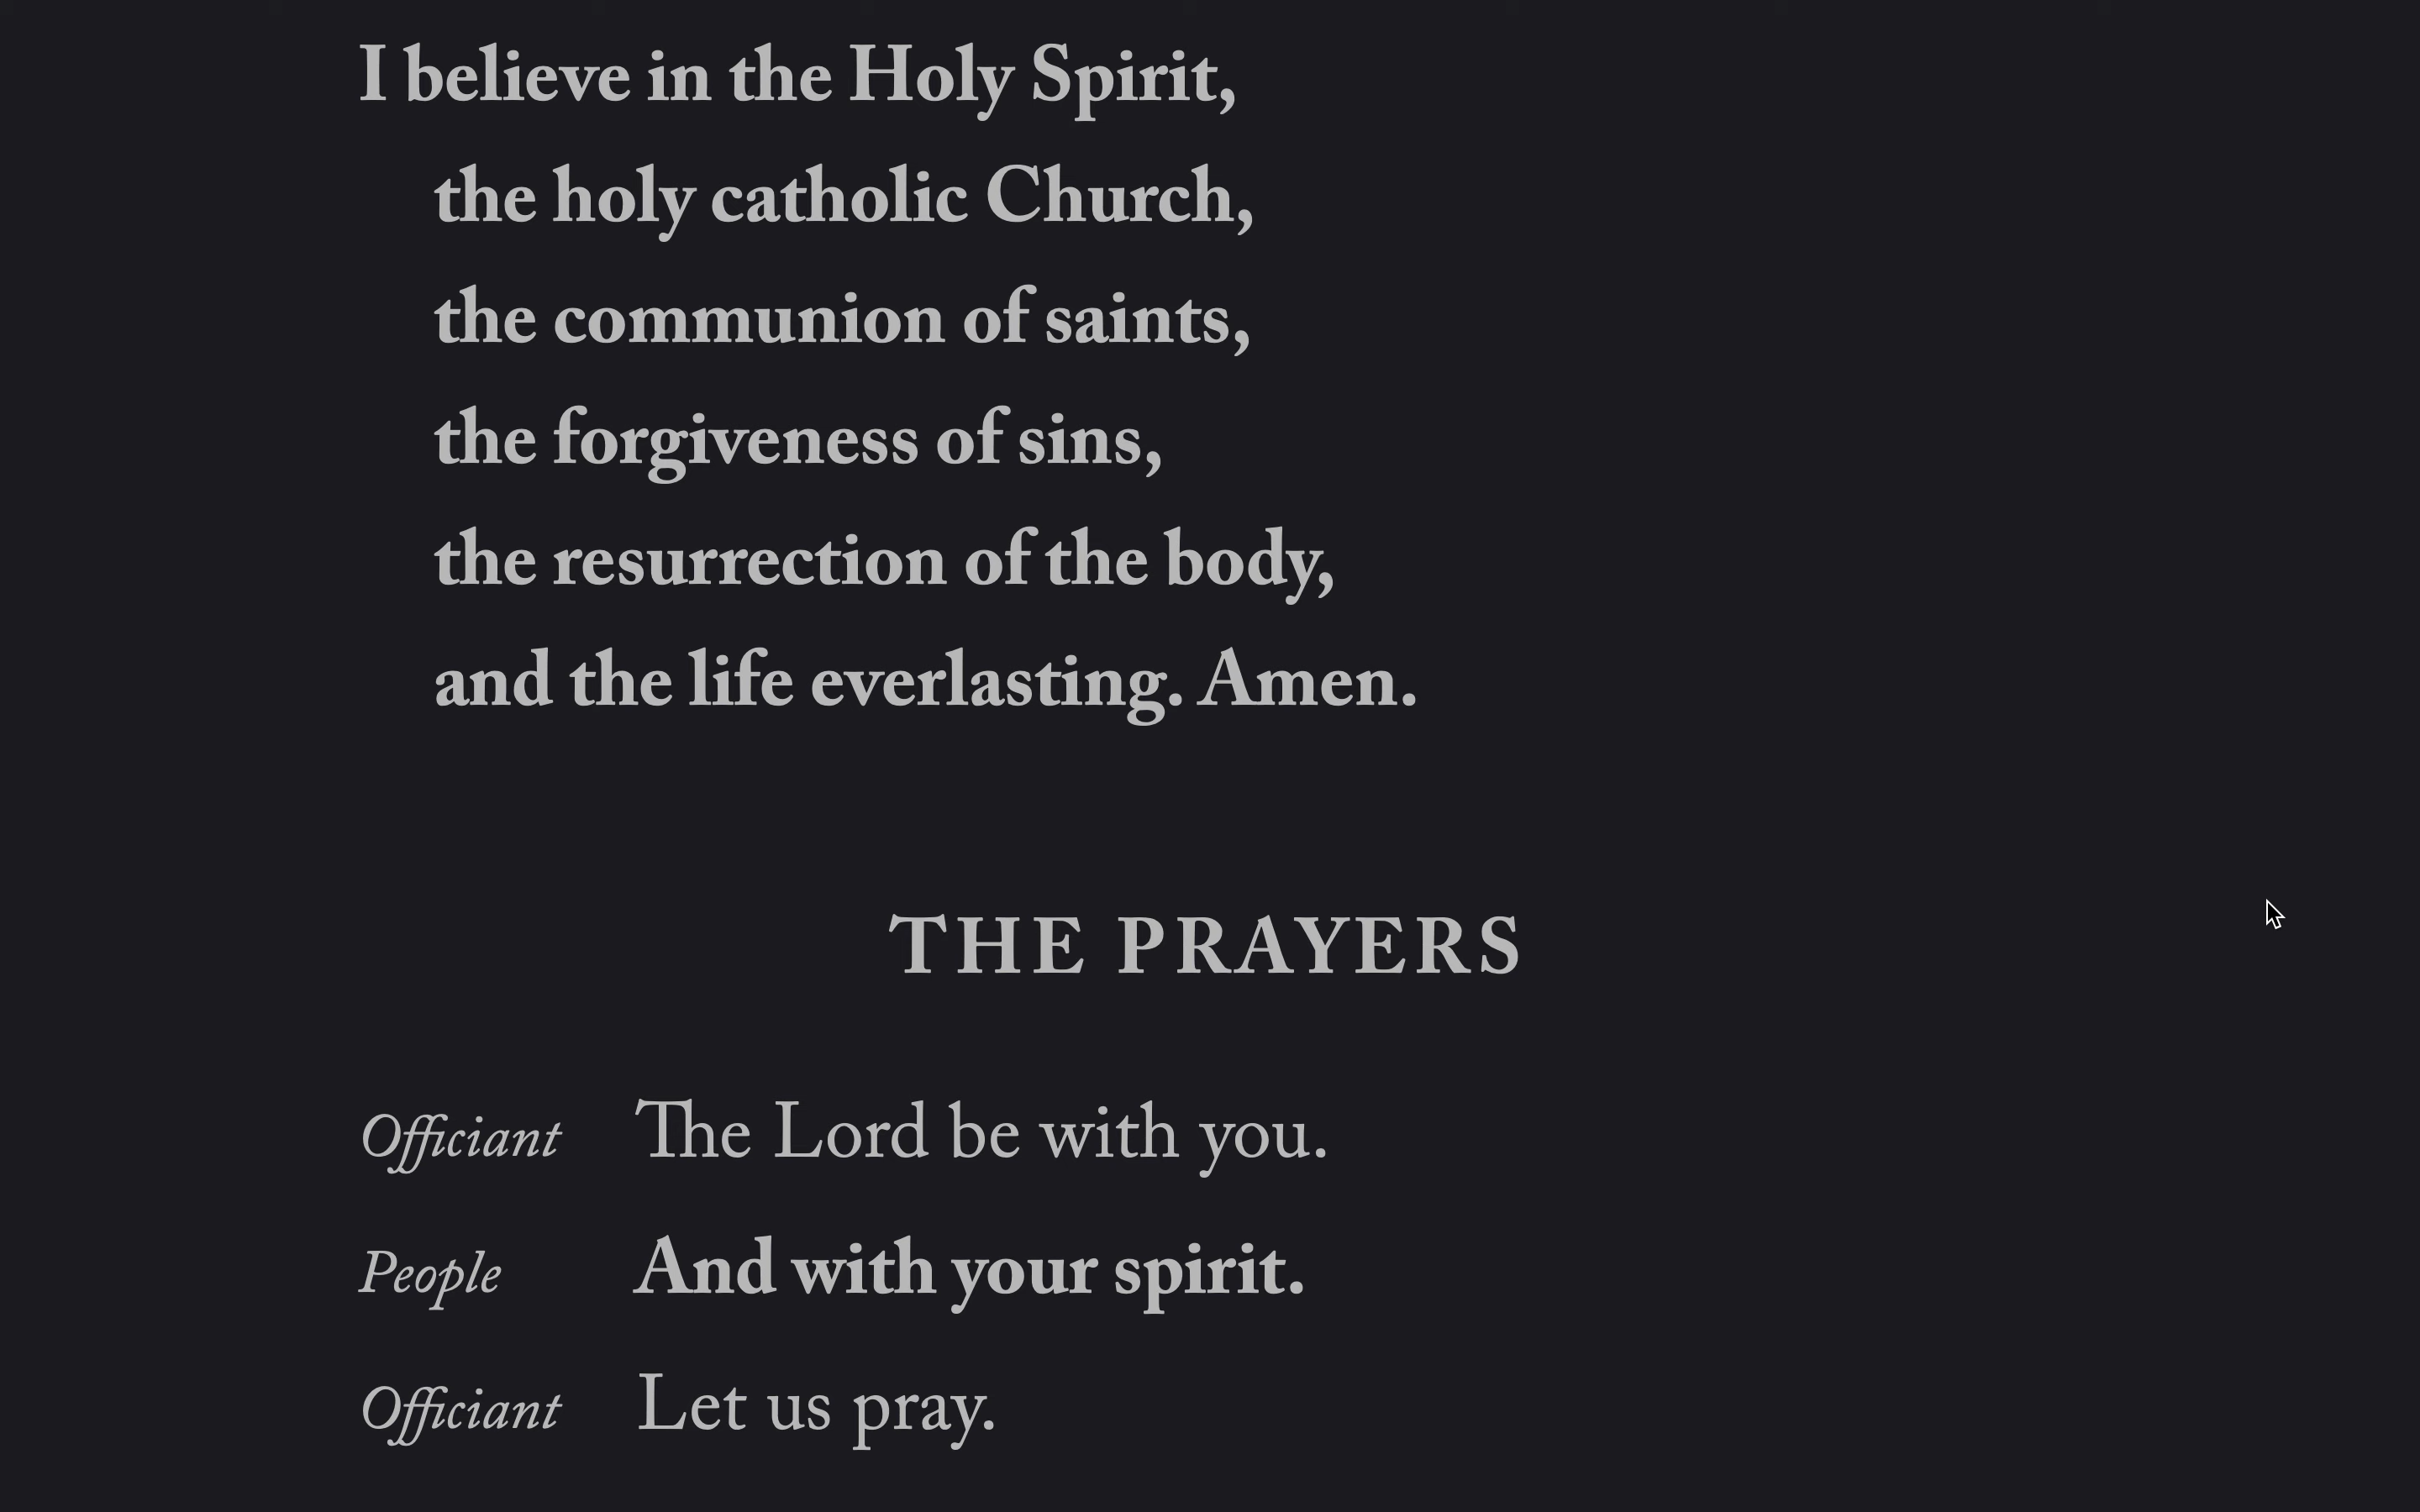 I believe in the Holy Spirit,
the holy catholic Church,
the communion of saints,
the forgiveness of sins,
the resurrection of the body,
and the life everlasting. Amen.
THE PRAYERS
Officiant The Lord be with you.
People And with your spirit.
Officiant Let us pray.